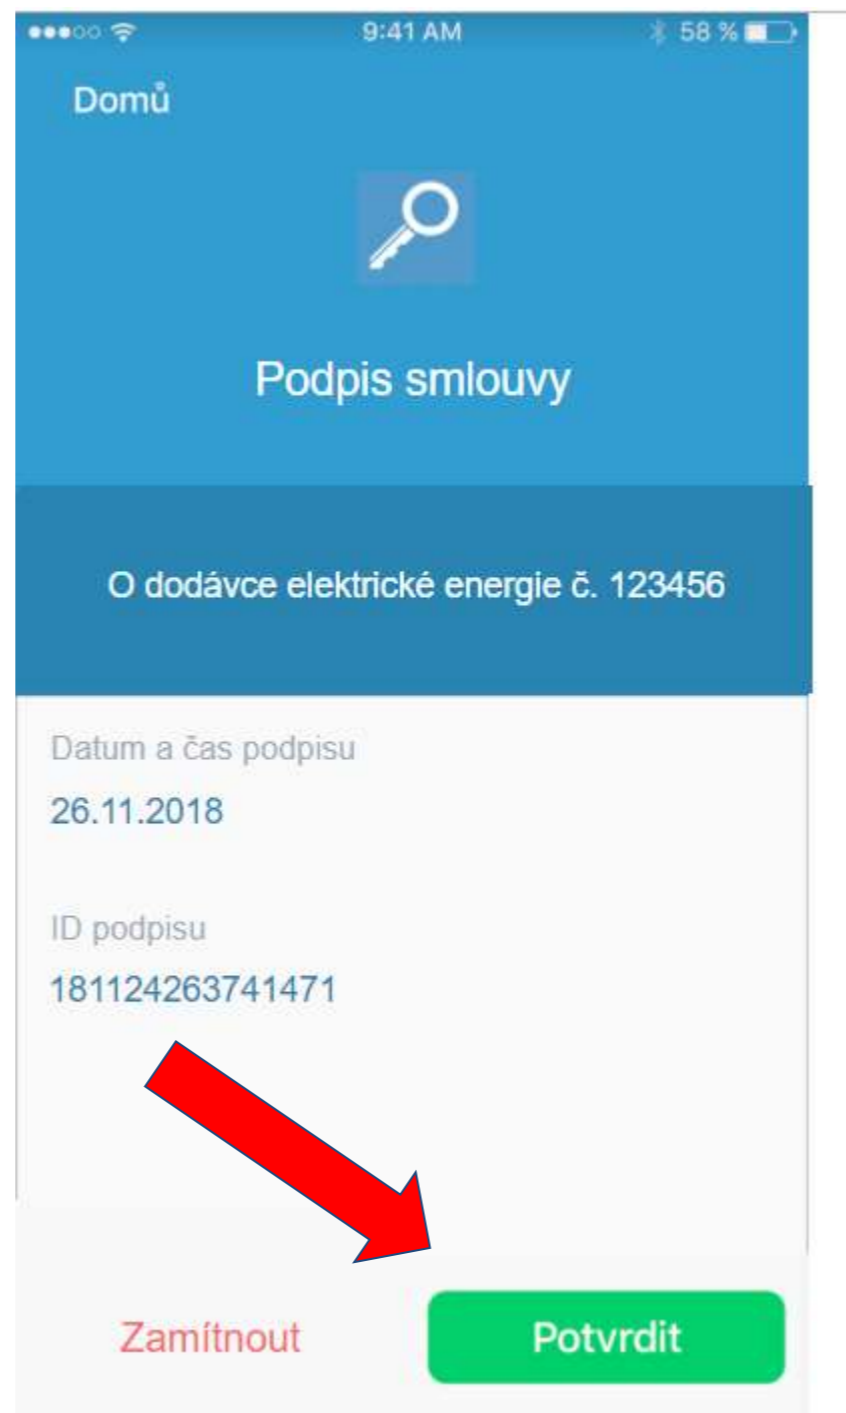 9:41 AM
58 %
Domů
Podpis smlouvy
O dodávce elektrické energie č. 123456
Datum a čas podpisu
26.11.2018
ID podpisu
181124263741471
Zamítnout
Potvrdit